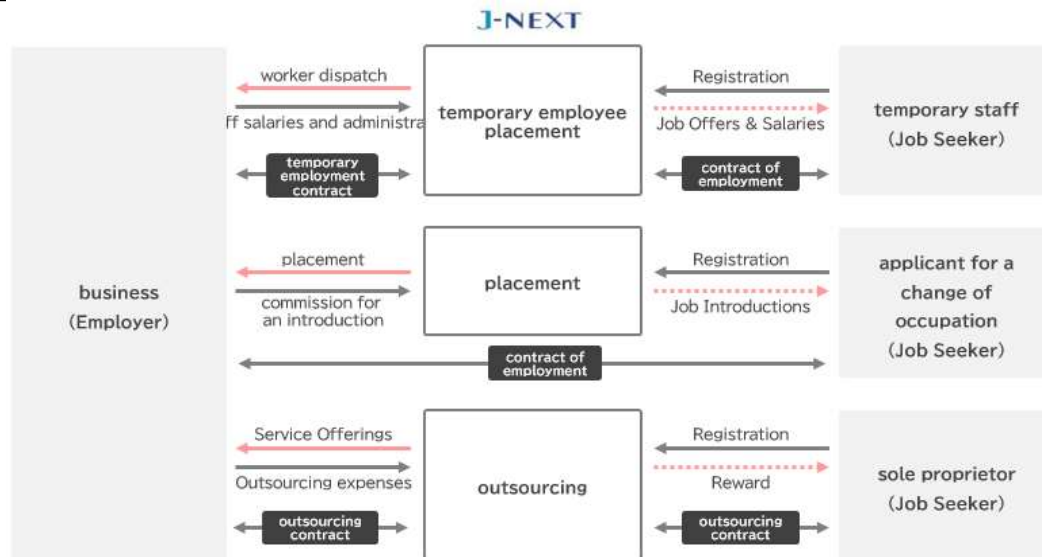 J-NEXT
worker dispatch
ff salaries and administra
temporary
employment
contract
temporary employee
placement
Registration
Job Offers & Salaries
contract of
employment
temporary staff
(Job Seeker)
business
(Employer)
placement
commission for
an introduction
placement
Registration
Job Introductions
contract of
employment
applicant for a
change of
occupation
(Job Seeker)
Service Offerings
Outsourcing expenses
outsourcing
contract
outsourcing
Registration
Reward
outsourcing
contract
sole proprietor
(Job Seeker)